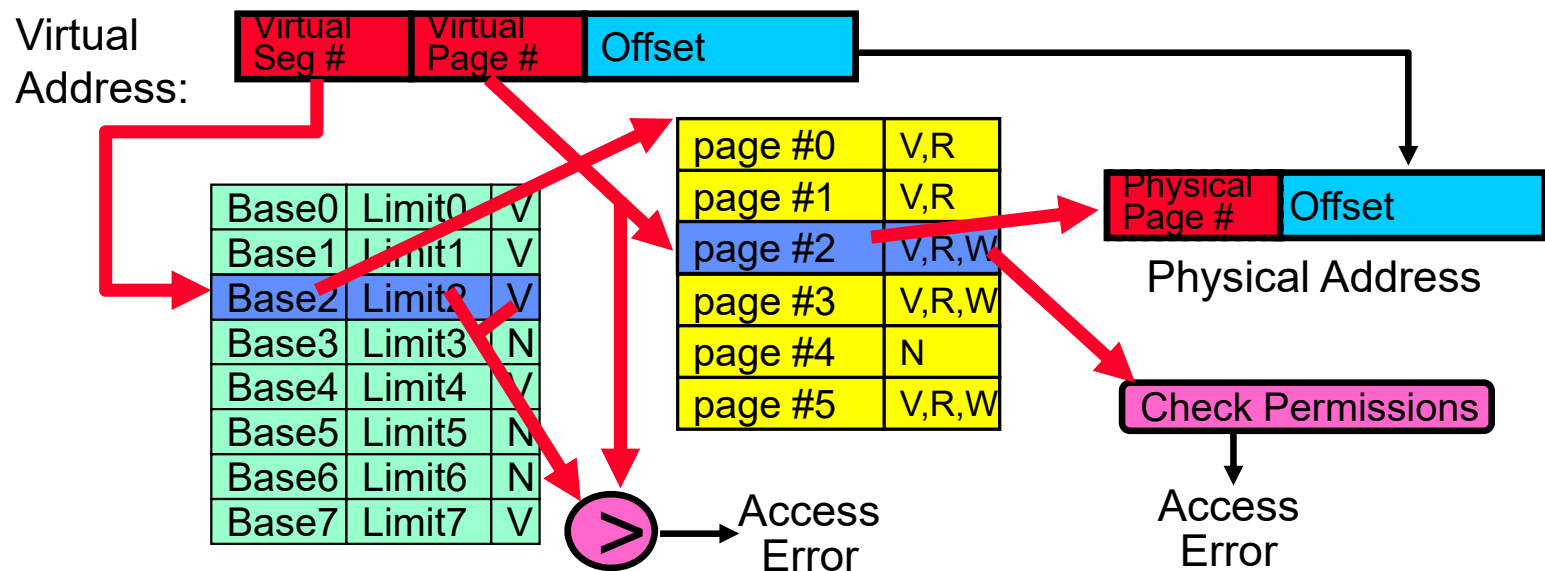 Virtual
Address:
Virtual
Seg #
Virtual
Page #
Offset
Base0 Limit0 V
Base1 Limit1 V
Base2 Limit2 V
Base3 Limit3 N
Base4 Limit4 V
Base5 Limit5 N
Base6 Limit6 N
Base7 Limit7 V
page #0 V,R
page #1 V,R
page #2 V,R,W
page #3 V,R,W
page #4 N
page #5 V,R,W
Physical
Page #
Offset
Physical Address
Check Permissions
>
Access
Error
Access
Error